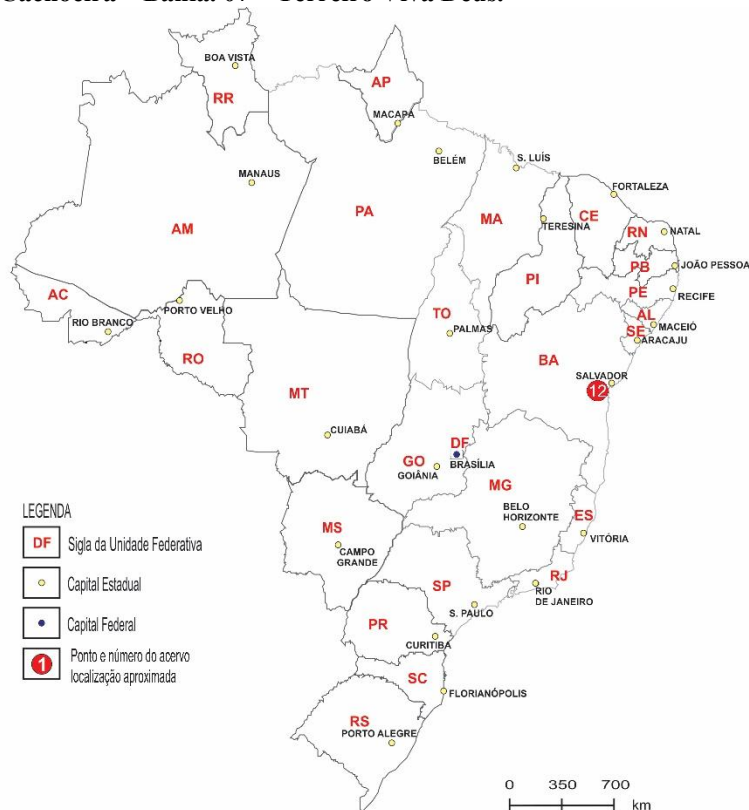 Cachoeira – Bahia. 07 – Terreiro Viva Deus.
BOA VISTA
RR
AP
MACAPÁ
BELÉM
S. LUÍS
MANAUS
FORTALEZA
PA
MA
CE
TERESINA
RN
NATAL
AM
PB
JOÃO PESSOA
PI
PE
RECIFE
AC
PORTO VELHO
TO
AL
MACEIÓ
RIO BRANCO
PALMAS
SE
ARACAJU
RO
BA
SALVADOR
MT
12
CUIABÁ
DF
GO
BRASÍLIA
GOIÂNIA
MG
BELO
HORIZONTE
ES
VITÓRIA
MS
CAMPO
GRANDE
RJ
SP
RIO
DE JANEIRO
S. PAULO
PR
CURITIBA
SC
FLORIANÓPOLIS
RS
PORTO ALEGRE
LEGENDA
DF Sigla da Unidade Federativa
Capital Estadual
Capital Federal
1 Ponto e número do acervo
localização aproximada
0 350 700
km